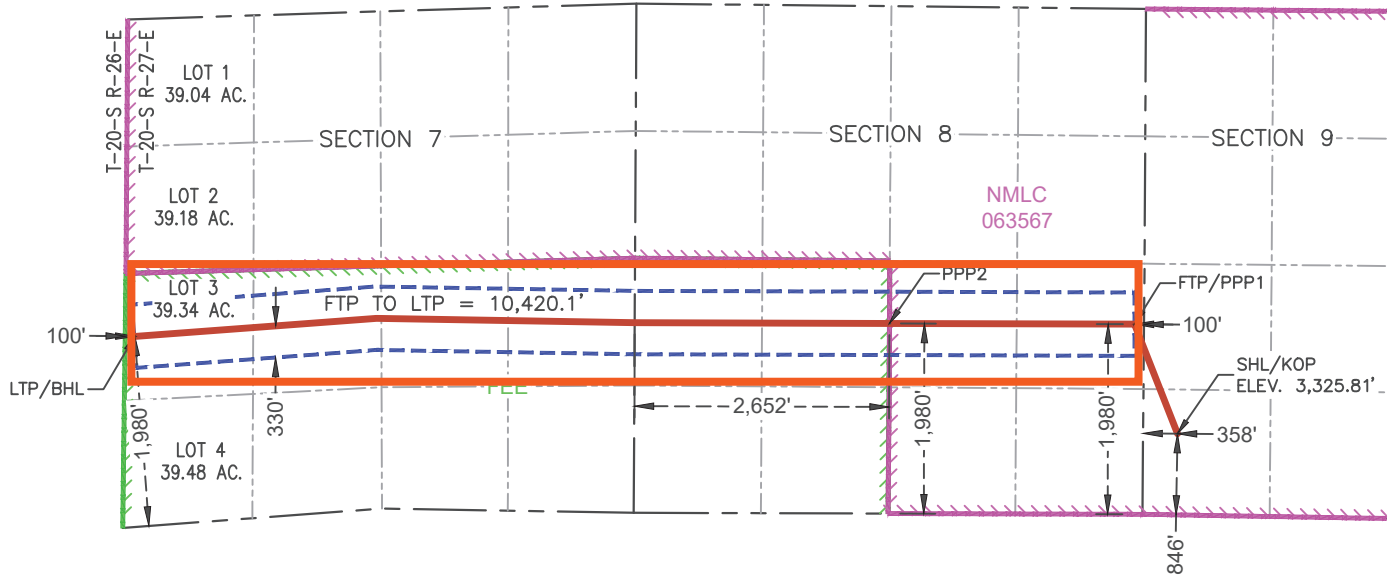 T-20-S R-26-E
T-20-S R-27-E
LOT 1
39.04 AC.
SECTION 7
SECTION 8
SECTION 9
LOT 2
39.18 AC.
NMLC
063567
LOT 3
39.34 AC.
FTP TO LTP = 10,420.1'
PPP2
FTP/PPP1
100'
100'
LTP/BHL
SHL/KOP
ELEV. 3,325.81'
FEE
2,652'
1,980'
330'
1,980'
1,980'
358'
LOT 4
39.48 AC.
846'